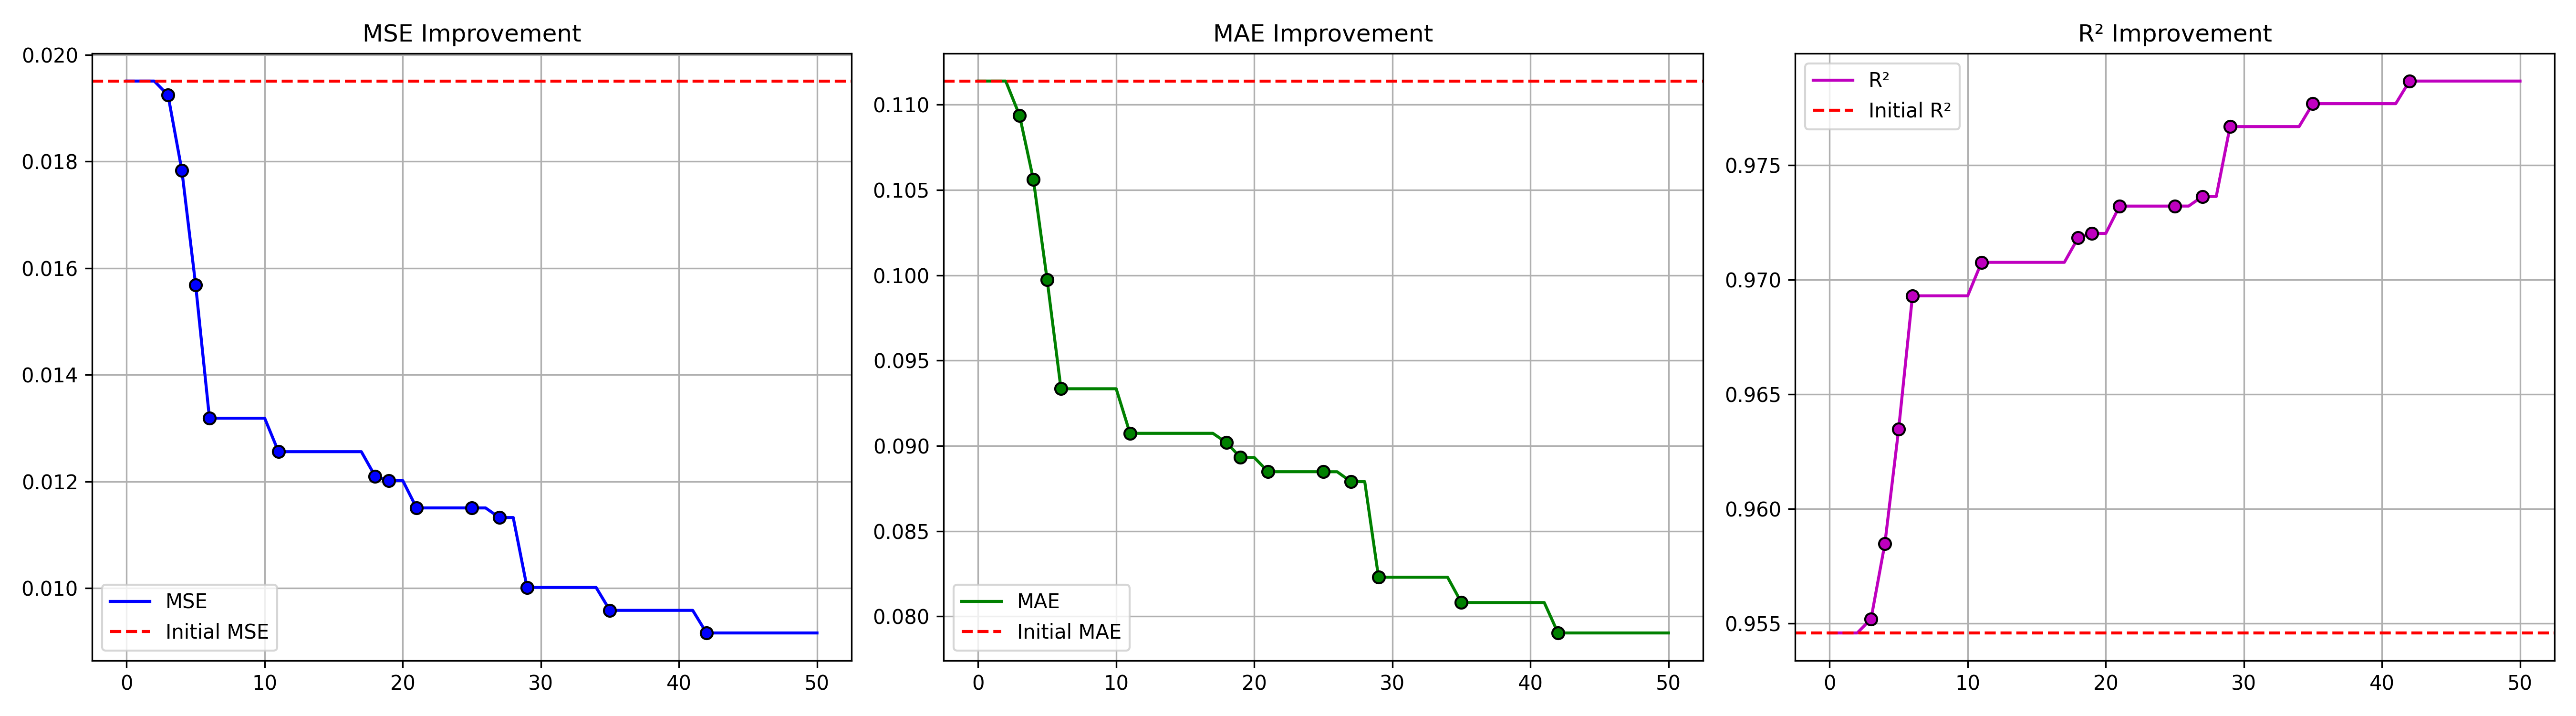 MSE Improvement
0.020
0.018
0.016
0.014
0.012
0.010
MSE
Initial MSE
0 10 20 30 40 50
MAE Improvement
0.110
0.105
0.100
0.095
0.090
0.085
0.080
MAE
Initial MAE
0 10 20 30 40 50
R² Improvement
R²
Initial R²
0.975
0.970
0.965
0.960
0.955
0 10 20 30 40 50